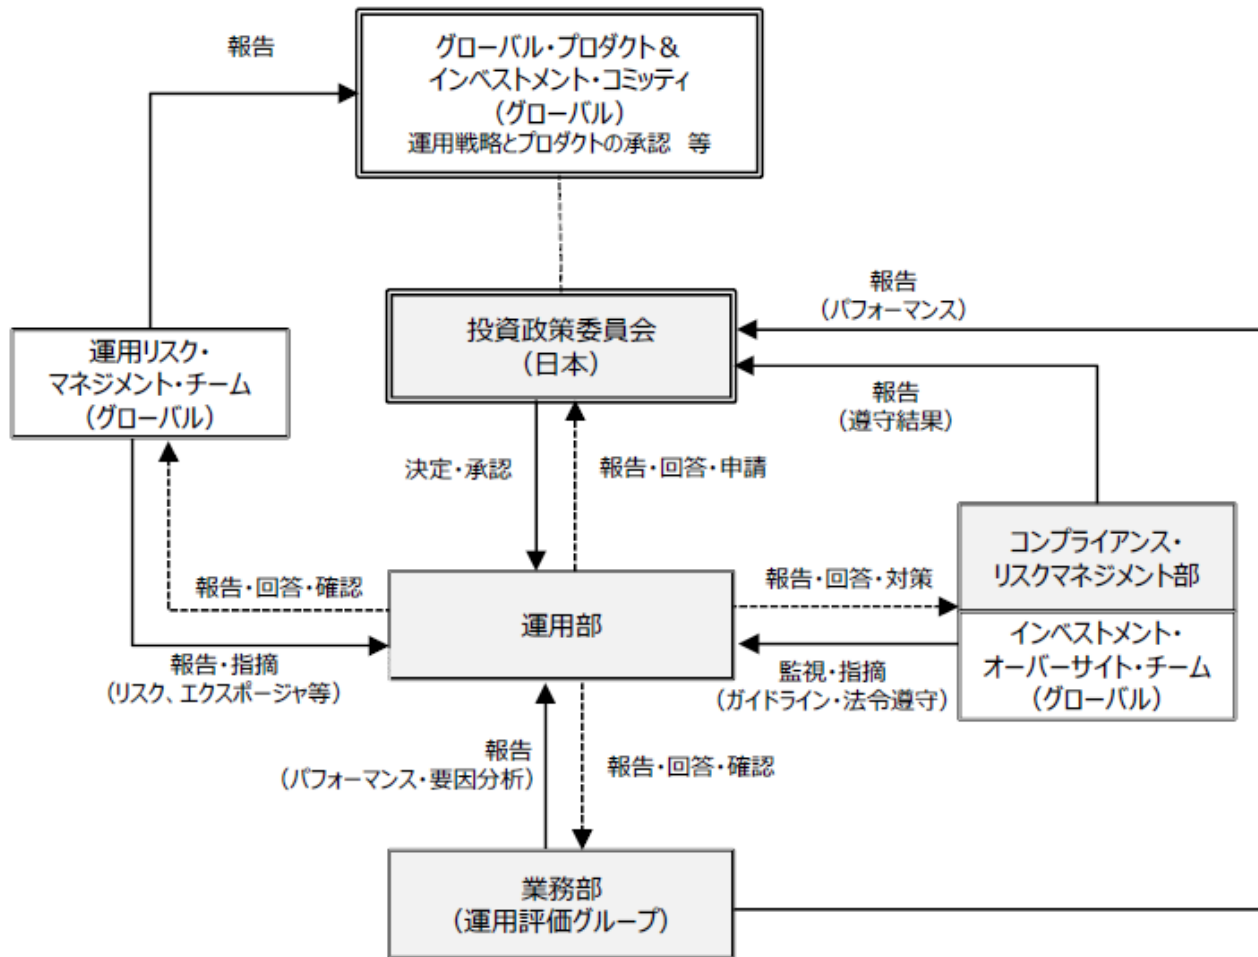 報告
グローバル・プロダクト＆
インベストメント・コミッティ
（グローバル）
運用戦略とプロダクトの承認　等
報告
（パフォーマンス）
投資政策委員会
（日本）
運用リスク・
マネジメント・チーム
（グローバル）
報告
（遵守結果）
決定・承認
報告・回答・申請
コンプライアンス・
リスクマネジメント部
報告・回答・確認
運用部
報告・回答・対策
インベストメント・
オーバーサイト・チーム
（グローバル）
報告・指摘
（リスク、エクスポージャ等）
監視・指摘
（ガイドライン・法令遵守）
報告
（パフォーマンス・要因分析）
報告・回答・確認
業務部
（運用評価グループ）